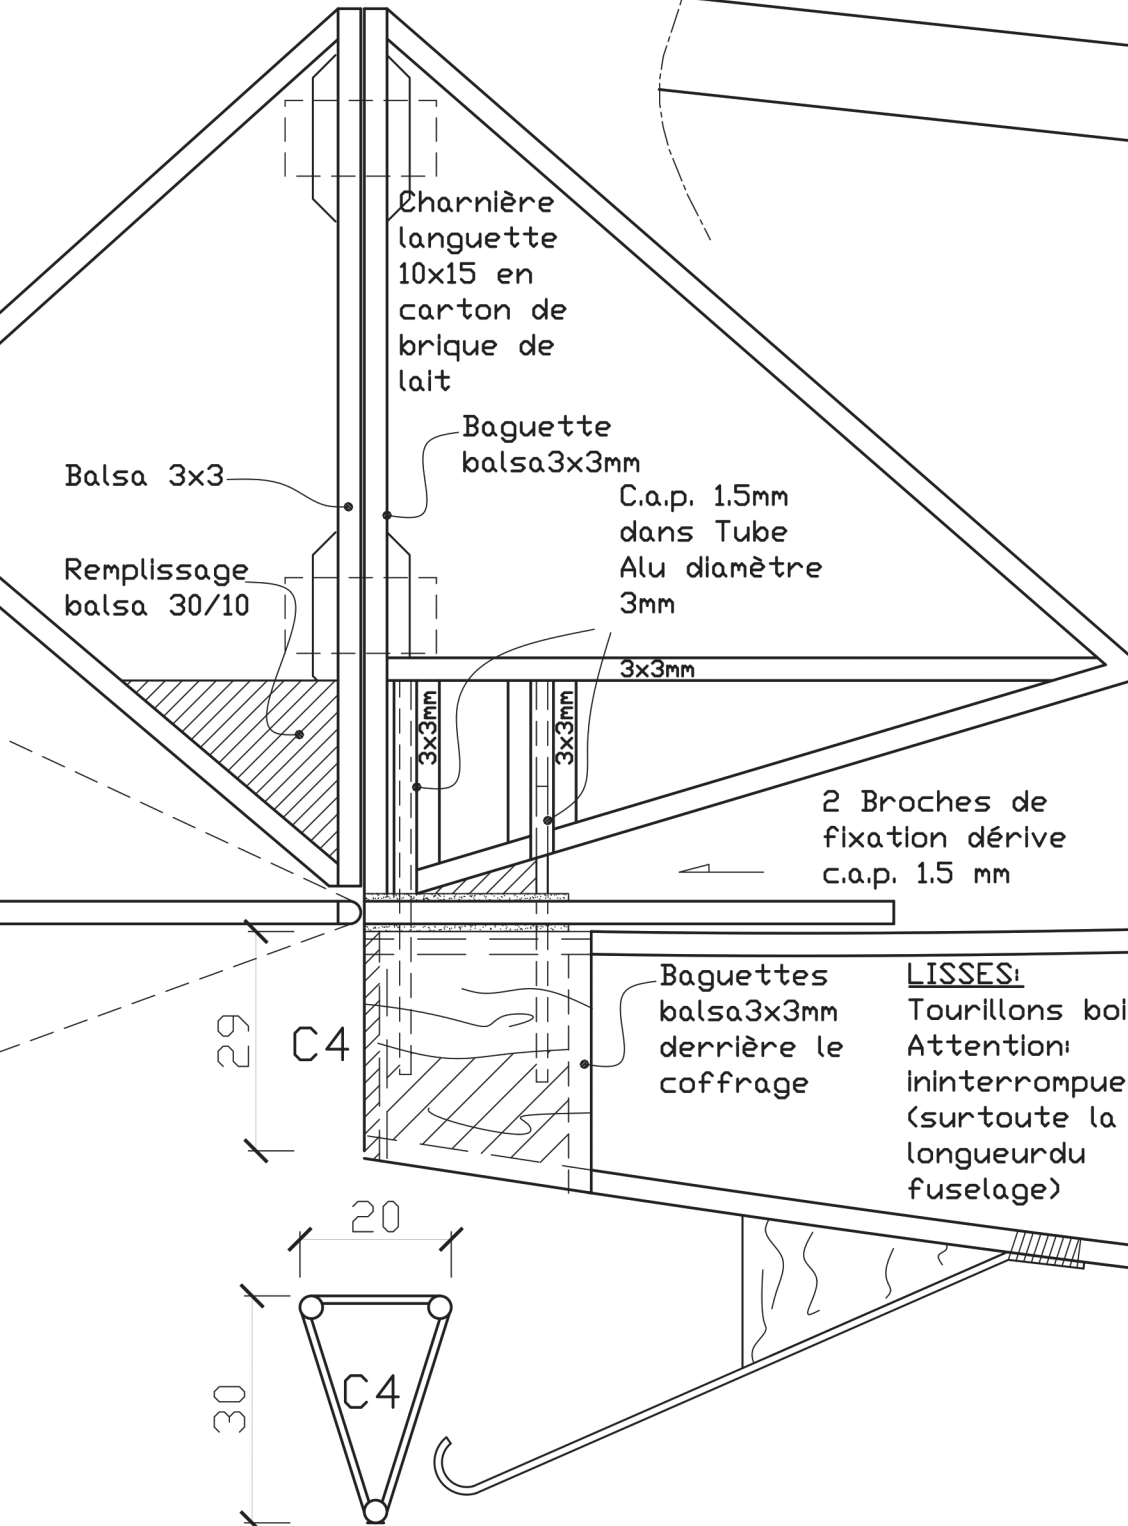 Charnière
languette
10x15 en
carton de
brique de
lait
Baguette
balsa3x3mm
Balsa 3x3
C.a.p. 1.5mm
dans Tube
Alu diamètre
3mm
Remplissage
balsa 30/10
3x3mm
3x3mm
3x3mm
2 Broches de
fixation dérive
c.a.p. 1.5 mm
Baguettes
balsa3x3mm
derrière le
coffrage
LISSES:
Tourillons boi
Attention:
ininterrompue
(surtoute la
longueurdu
fuselage)
29
C4
20
30
C4